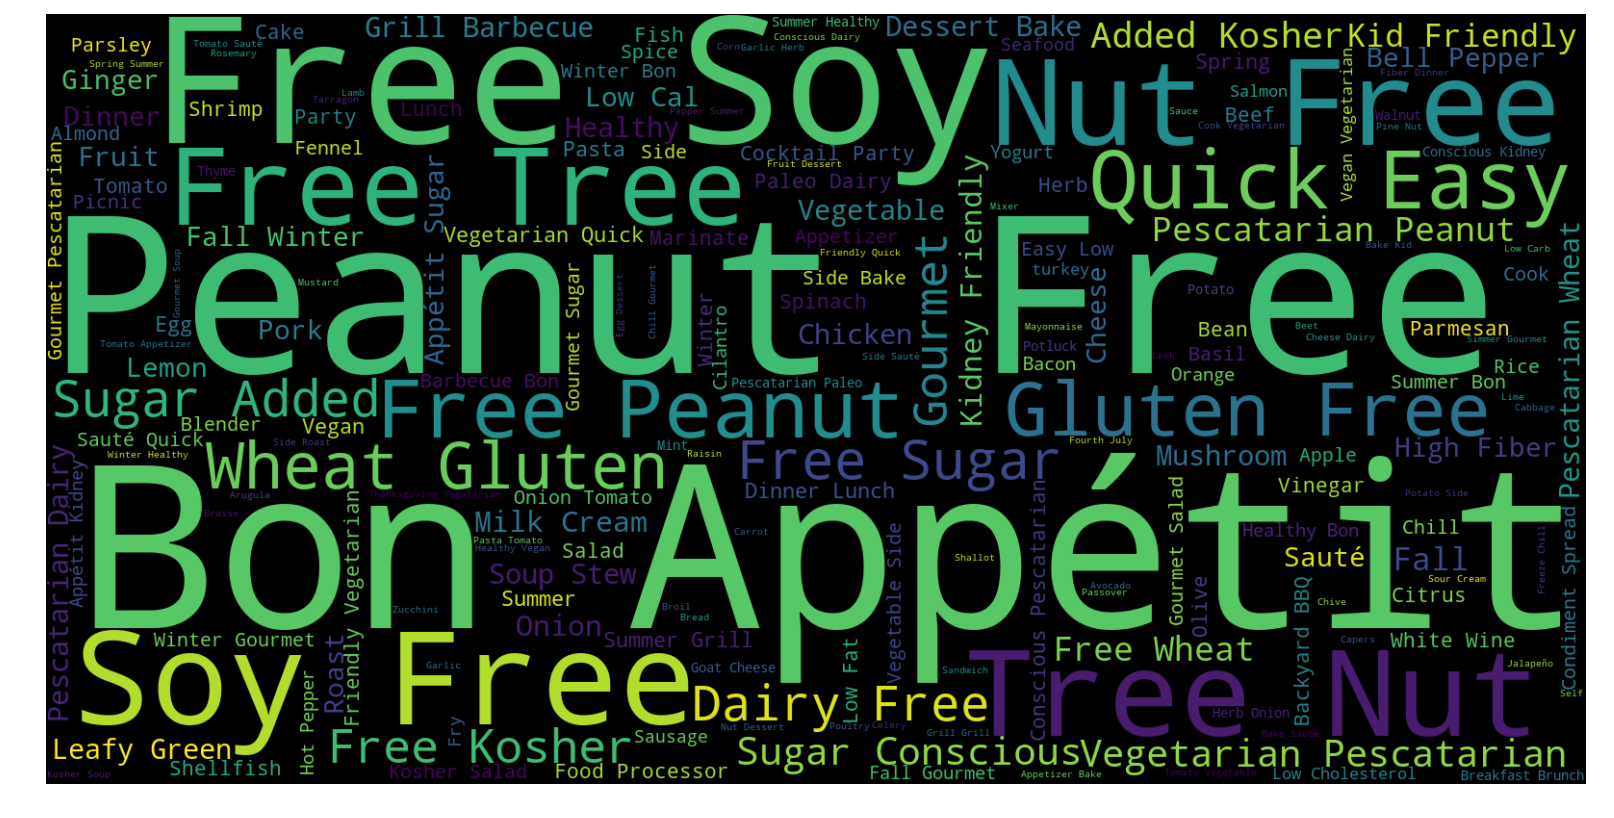 Free Soy
Peanut Free
Bon Appétit
Nut Free
Free Tree
Quick Easy
Soy Free
Tree Nut
Free Peanut
Gluten Free
Wheat Gluten
Sugar Added
Free Sugar
Dairy Free
Free Kosher
Sugar Conscious
Vegetarian Pescatarian
Parsley
Tomato Sauté
Rosemary
Cake
Grill Barbecue
Fish
Spice
Summer Healthy
Conscious Dairy
Corn
Garlic Herb
Dessert Bake
Seafood
Added Kosher
Kid Friendly
Spring Summer
Ginger
Winter Bon
Spring
Bell Pepper
Fiber Dinner
Lamb
Tarragon
Shrimp
Low Cal
Lunch
Pepper Summer
Salmon
Dinner
Party
Healthy
Beef
Sauce
Cook Vegetarian
Walnut
Pine Nut
Vegan Vegetarian
Almond
Fennel
Pasta
Side
Cocktail Party
Fruit Dessert
Yogurt
Conscious Kidney
Fruit
Thyme
Tomato
Picnic
Appétit Sugar
Paleo Dairy
Herb
Gourmet Pescatarian
Vegetable
Mixer
Kidney Friendly
Fall Winter
Vegetarian Quick
Marinate
Appetizer
Pescatarian Peanut
Friendly Quick
Easy Low
Bake Kid
Low Carb
Gourmet Soup
Mustard
Gourmet Sugar
Egg Dessert
Chill Gourmet
Side Bake
Spinach
Gourmet
turkey
Cheese
Cook
Potato
Pescatarian Wheat
Egg
Pork
Winter
Cilantro
Chicken
Mayonnaise
Potluck
Bean
Beet
Cheese Dairy
Parmesan
Simmer Gourmet
Tomato Appetizer
Lemon
Side Sauté
Bacon
Leek
Basil
Rice
Barbecue Bon
Pescatarian Paleo
Orange
Summer Bon
Lime
Cabbage
Blender
Vegan
Sauté Quick
Side Roast
Winter Healthy
Mint
Raisin
Fourth July
High Fiber
Mushroom
Apple
Pescatarian Dairy
Appétit Kidney
Arugula
Braise
Thanksgiving Vegetarian
Onion Tomato
Dinner Lunch
Vinegar
Potato Side
Milk Cream
Pasta Tomato
Healthy Vegan
Carrot
Salad
Healthy Bon
Chill
Friendly Vegetarian
Soup Stew
Shallot
Sauté
Fall
Freeze Chill
Gourmet Salad
Condiment Spread
Sour Cream
Summer
Zucchini
Broil
Bread
Vegetable Side
Conscious Pescatarian
Avocado
Passover
Olive
Chive
Citrus
Onion
Winter Gourmet
Summer Grill
Free Wheat
Backyard BBQ
Capers
White Wine
Roast
Garlic
Goat Cheese
Low Fat
Sandwich
Jalapeño
Self
Hot Pepper
Fry
Herb Onion
Nut Dessert
Poultry
Celery
Grill Grill
Bake Sauté
Leafy Green
Sausage
Shellfish
Kosher Soup
Kosher Salad
Food Processor
Fall Gourmet
Appetizer Bake
Tomato Vegetable
Low Cholesterol
Breakfast Brunch